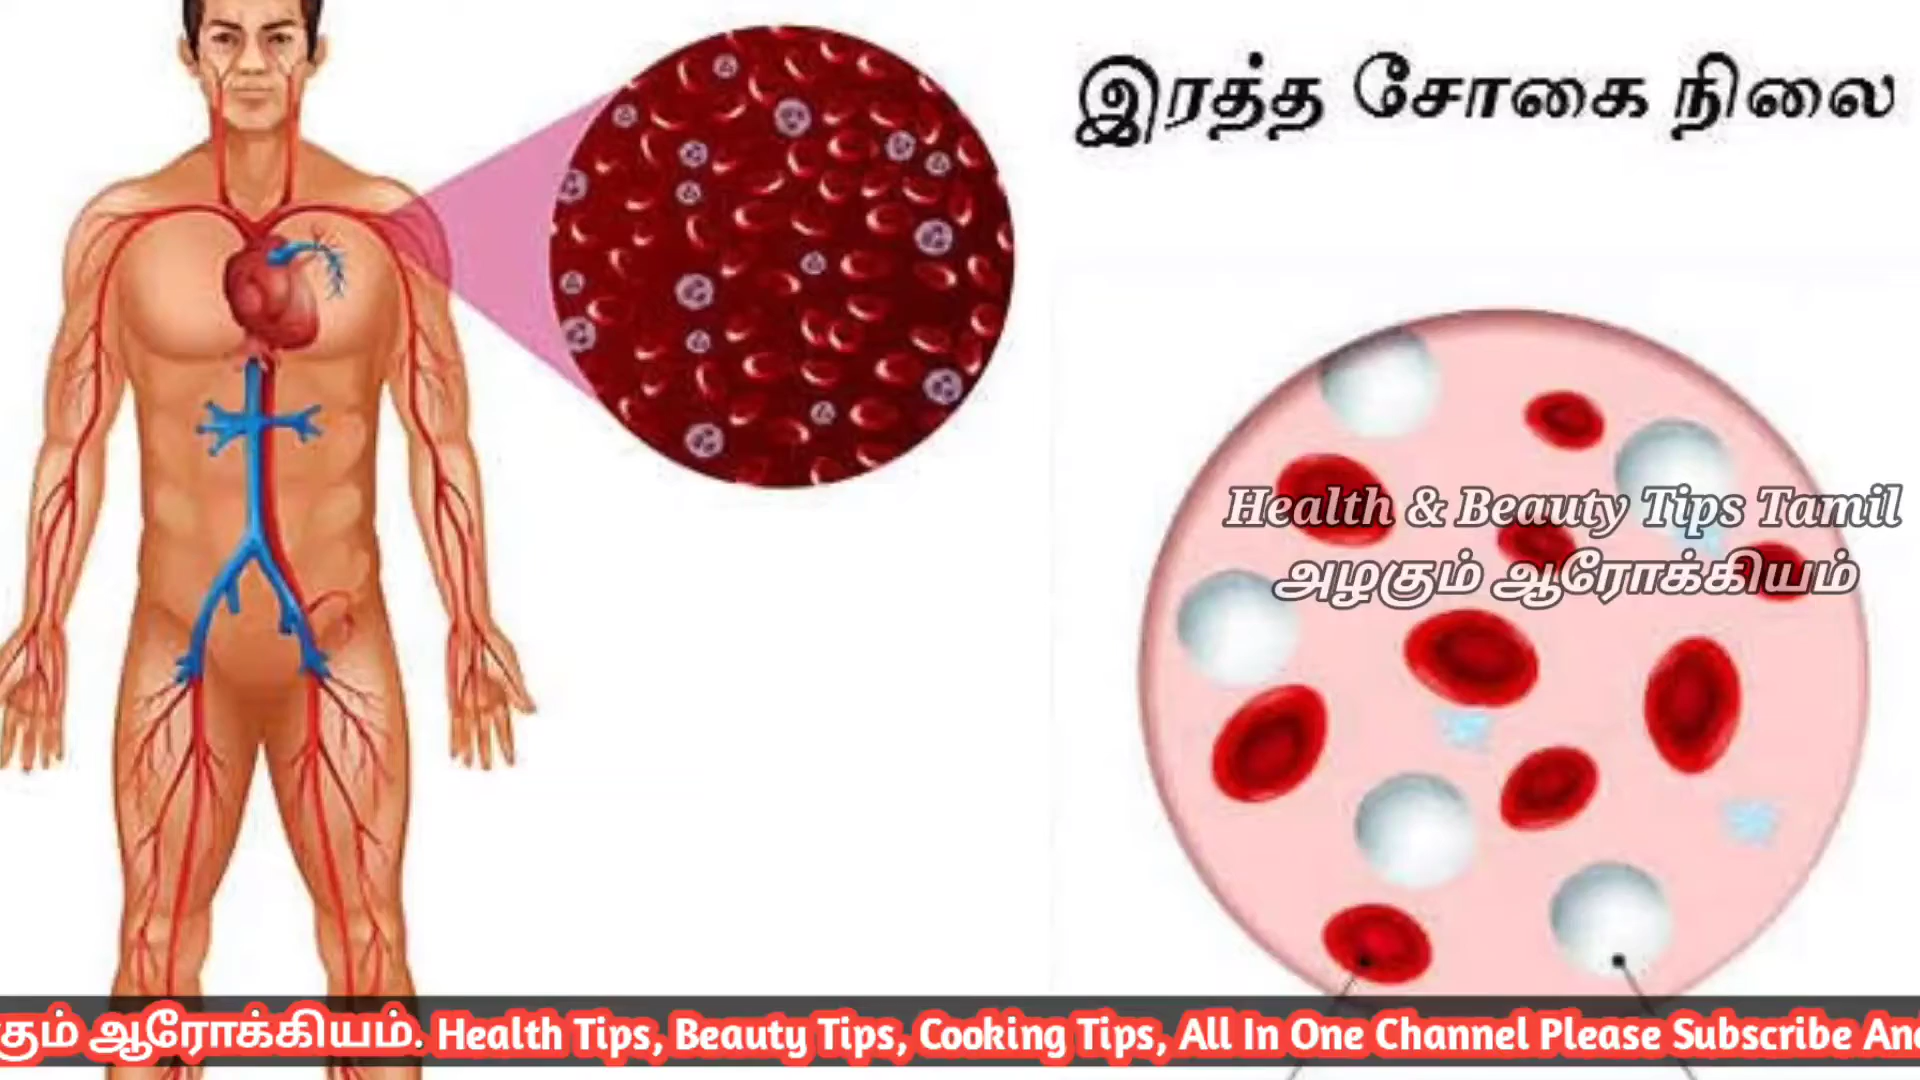 இரத்த சோகை நிலை
Health & Beauty Tips Tamil
அழகும் ஆரோக்கியம்
கும் ஆரோக்கியம். Health Tips, Beauty Tips, Cooking Tips, All In One Channel Please Subscribe And